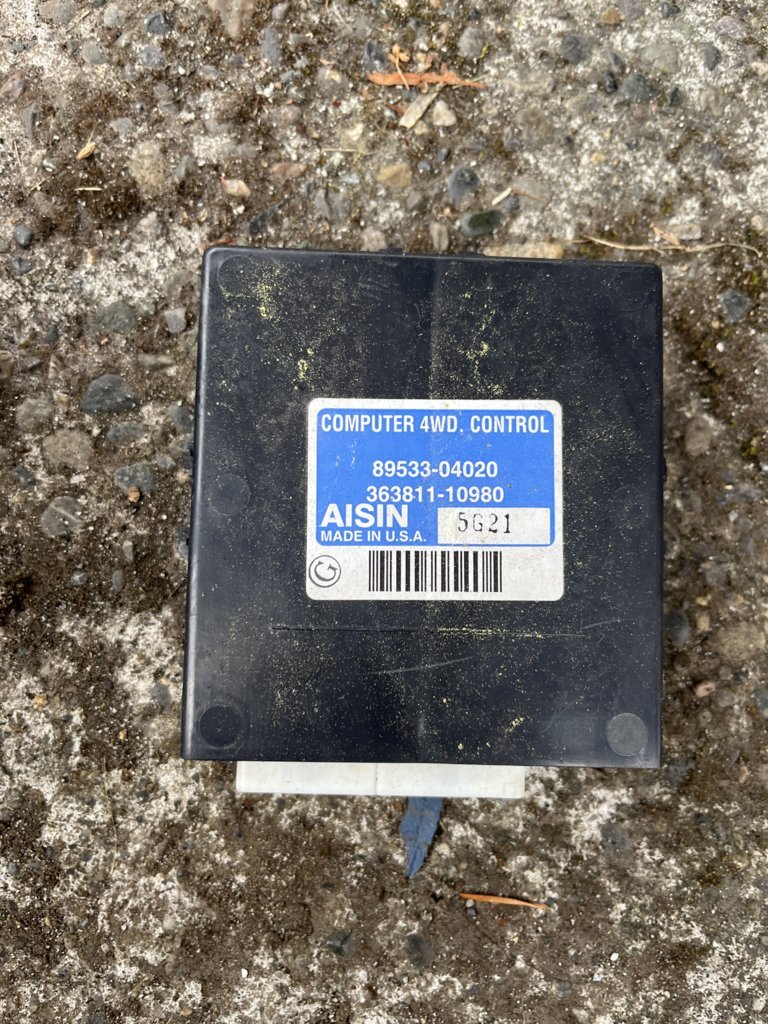 COMPUTER 4WD. CONTROL
89533-04020
363811-10980
AISIN 5G21
MADE IN U.S.A.
G